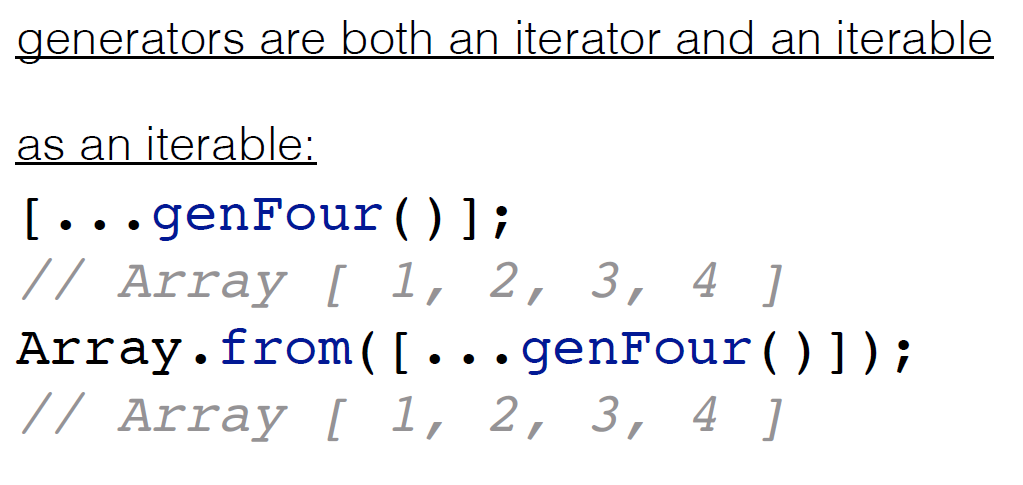 generators are both an iterator and an iterable
as an iterable:
[...genFour()];
// Array [ 1, 2, 3, 4 ]
Array.from([...genFour()]);
// Array [ 1, 2, 3, 4 ]